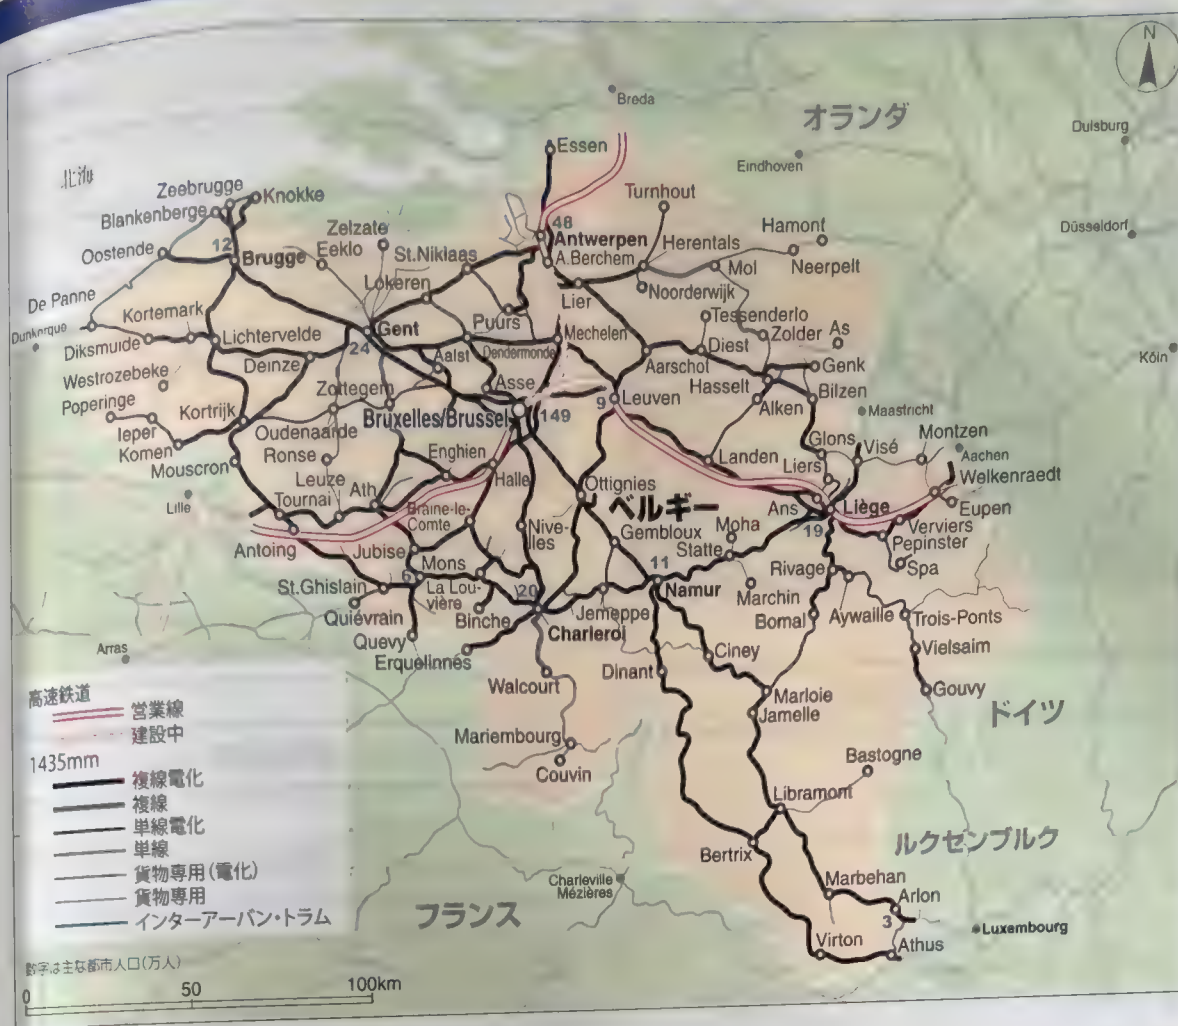 N
Breda
オランダ
Duisburg
Essen
Eindhoven
北海
Zeebrugge
Knokke
Turnhout
Blankenberge
Zelzate
48
Hamont
Düsseldorf
Oostende
12
Brugge
Eeklo
St.Niklaas
Antwerpen
Herentals
A.Berchem
Mol
Neerpelt
Lokeren
Lier
Noorderwijk
De Panne
Kortemark
Puurs
Tessenderlo
Dunkerque
Gent
Mechelen
Zolder
As
Diksmuide
Lichtervelde
24
Aalst
Dendermonde
Diest
Köln
Deinze
Aarschot
Genk
Westrozebeke
Zottegem
Asse
Hasselt
Bilzen
Poperinge
Kortrijk
Bruxelles/Brussel
149
9
Leuven
Alken
Maastricht
Ieper
Oudenaarde
Glons
Visé
Montzen
Komen
Ronse
Enghien
Landen
Liers
Aachen
Mouscron
Leuze
Halle
Welkenraedt
Lille
Tournai
Ath
Ottignies
Braine-le-
Comte
ベルギー
Ans
Liège
Eupen
Antoing
Nive-
lles
Gembloux
Moha
19
Verviers
Jubise
Statte
Pepinster
6
Mons
11
Rivage
Spa
St.Ghislain
La Lou-
vière
20
Namur
Marchin
Quiévrain
Binche
Jemeppe
Bomal
Aywaille
Trois-Ponts
Quevy
Charleroi
Arras
Erquelinnes
Ciney
Vielsalm
Walcourt
Dinant
Marloie
Gouvy
Jamelle
ドイツ
Mariembourg
Couvin
Bastogne
Libramont
ルクセンブルク
Bertrix
Charleville
Mézières
Marbehan
Arlon
フランス
3
Luxembourg
Virton
Athus
高速鉄道
営業線
建設中
1435mm
複線電化
複線
単線電化
単線
貨物専用(電化)
貨物専用
インターアーバン・トラム
数字は主な都市人口(万人)
0
50
100km